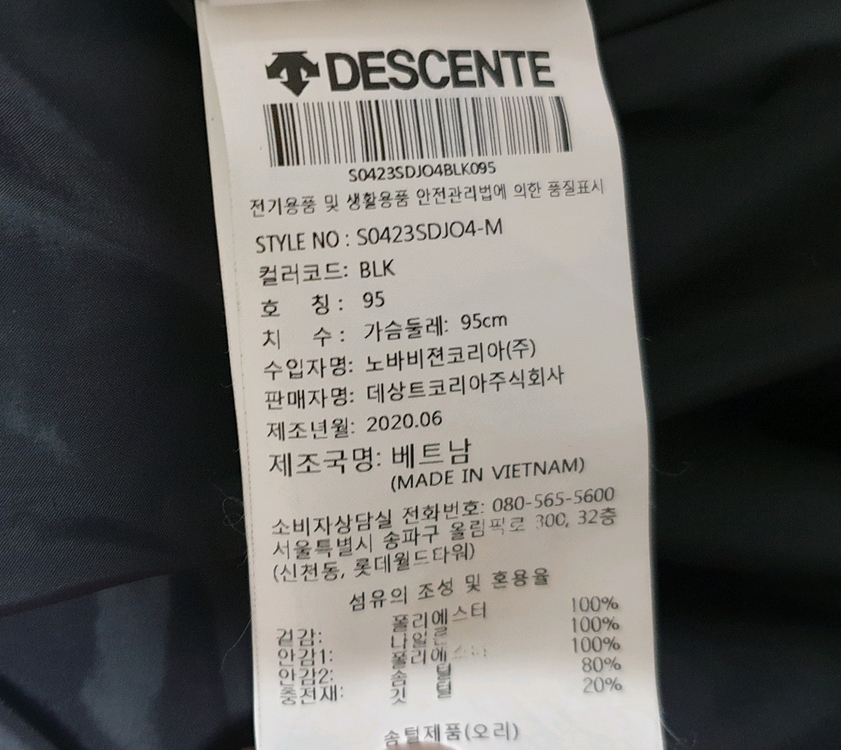 DESCENTE
S0423SDJO4BLK095
전기용품 및 생활용품 안전관리법에 의한 품질표시
STYLE NO : S0423SDJO4-M
컬러코드: BLK
호 칭 : 95
치 수 : 가슴둘레: 95cm
수입자명: 노바비젼코리아(주)
판매자명: 데상트코리아주식회사
제조년월: 2020.06
제조국명: 베트남
(MADE IN VIETNAM)
소비자상담실 전화번호: 080-565-5600
서울특별시 송파구 올림픽로 300, 32층
(신천동, 롯데월드타워)
섬유의 조성 및 혼용율
겉감: 폴리에스터 100%
안감1: 나일론 100%
안감2: 폴리에스터 100%
충전재: 솜 털 80%
깃 털 20%
솜털제품(오리)